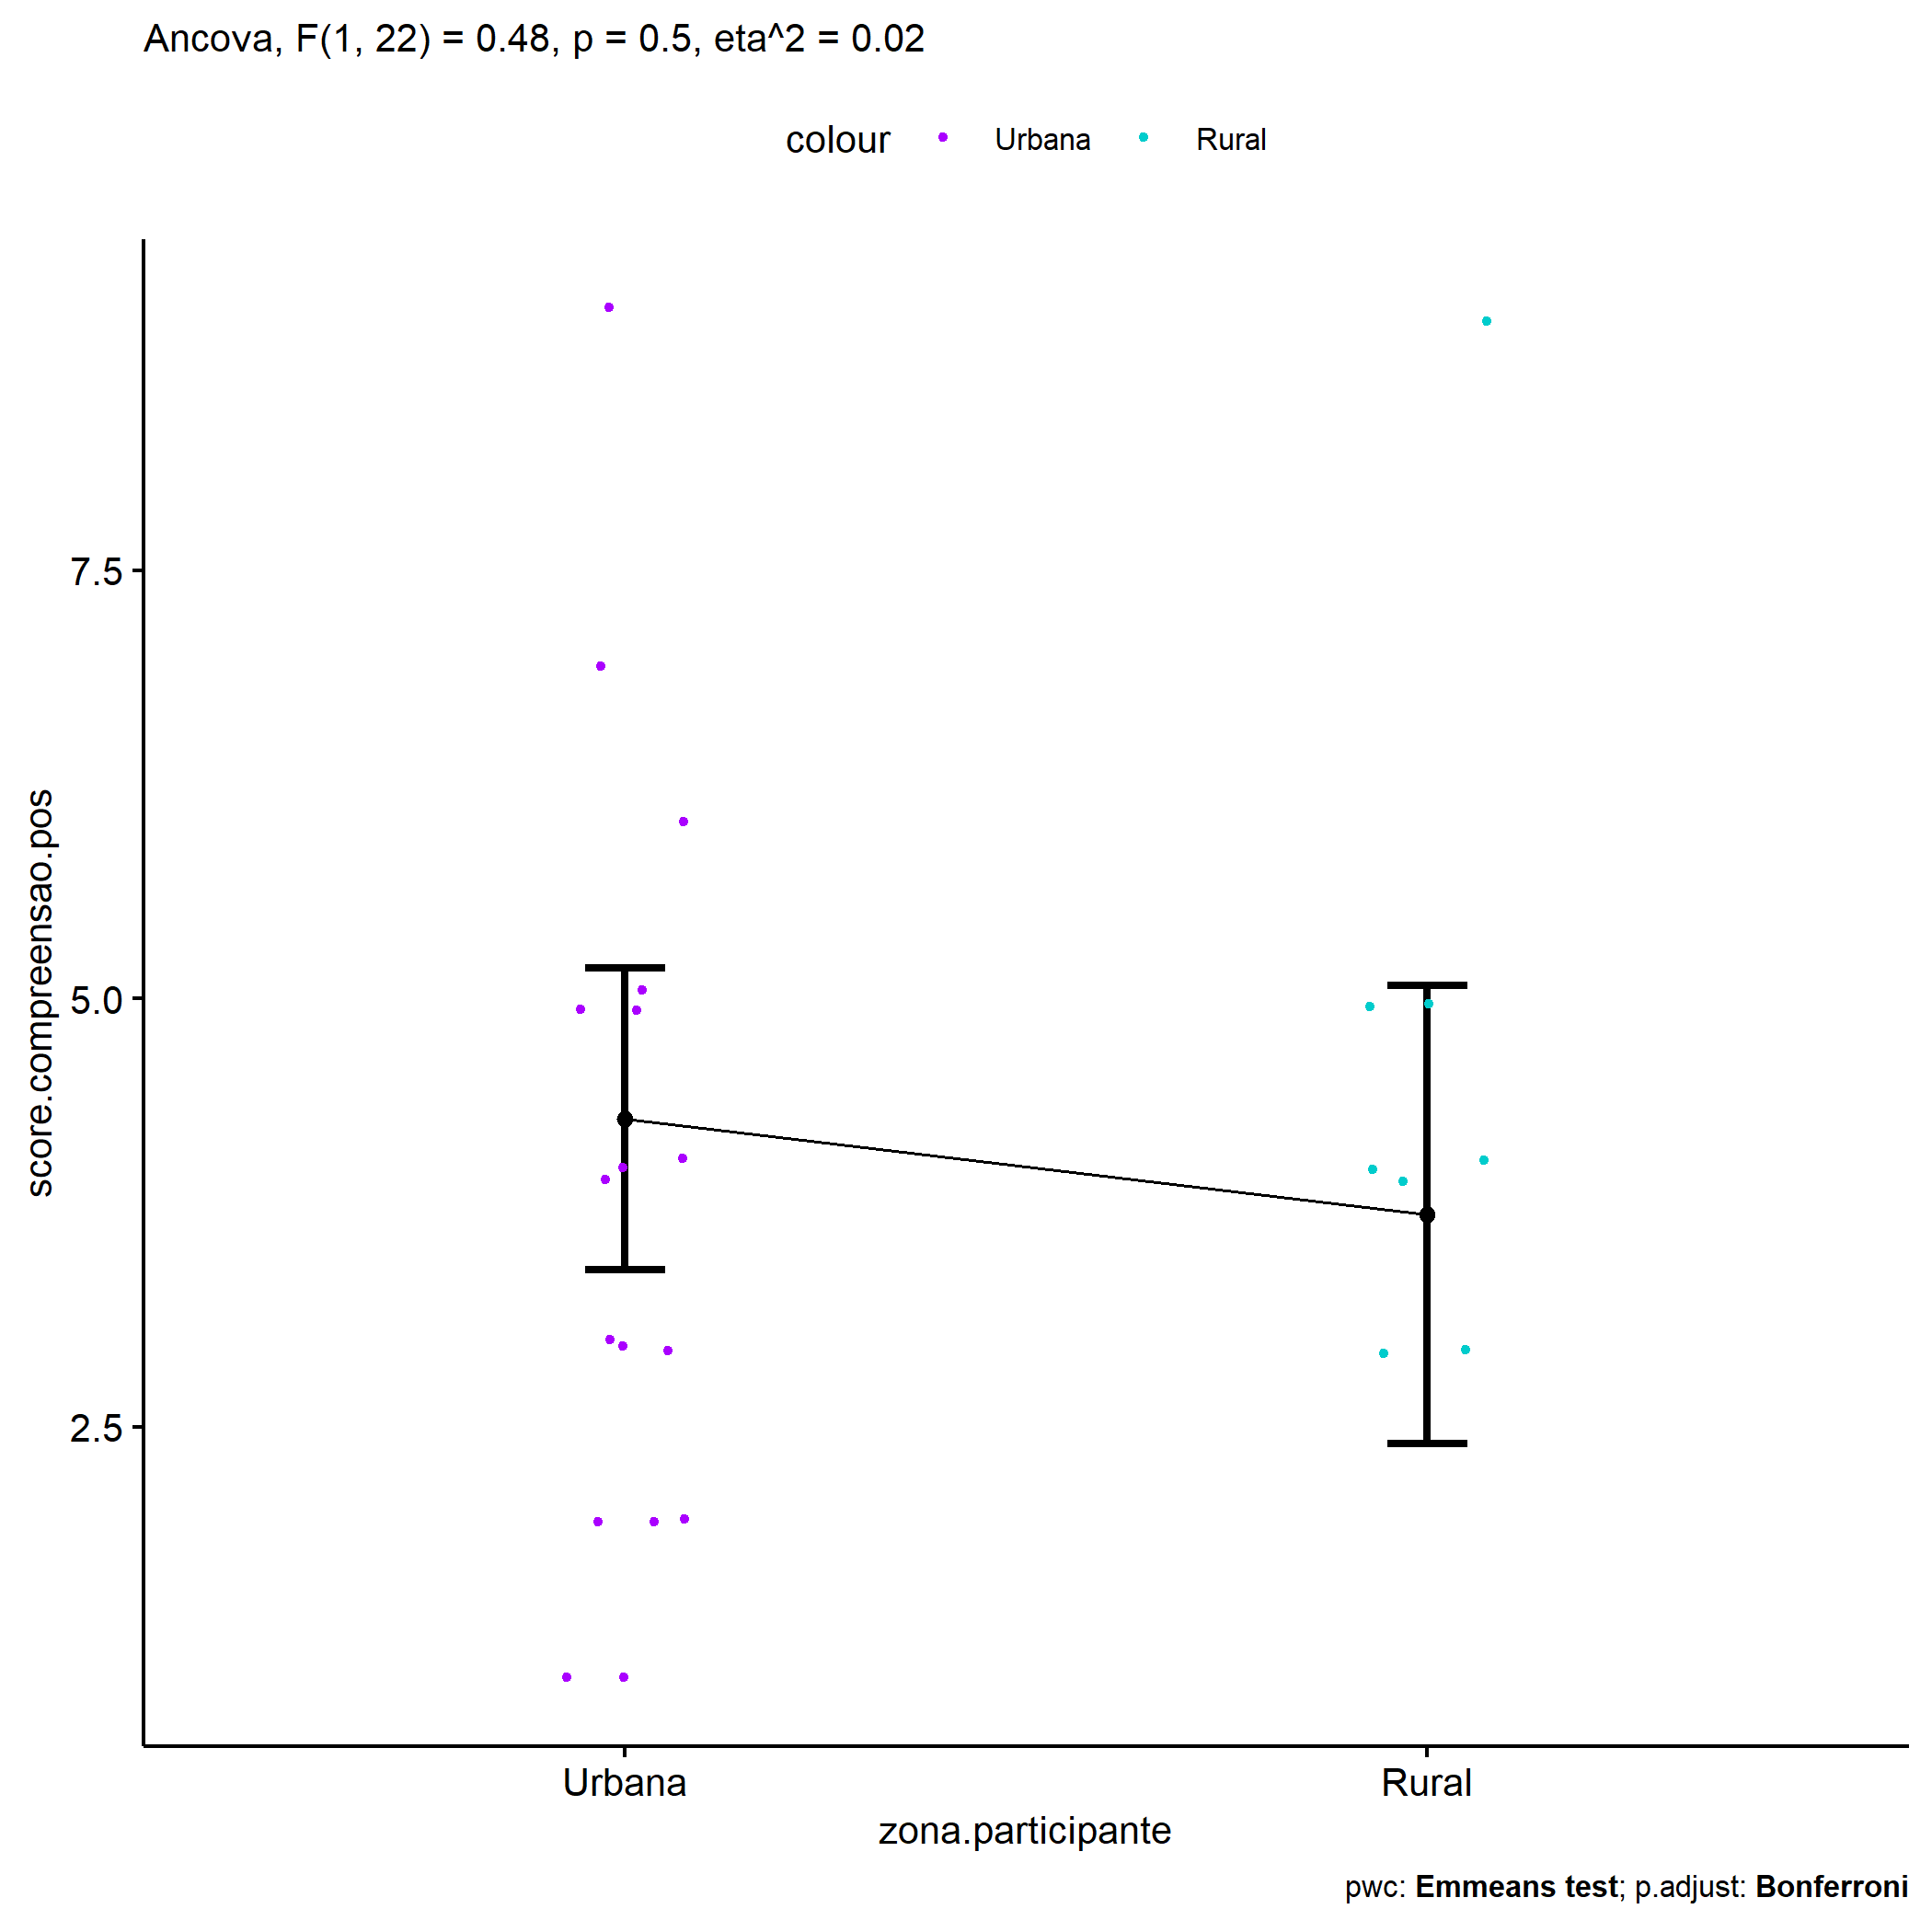 Ancova, F(1, 22) = 0.48, p = 0.5, eta^2 = 0.02
colour Urbana Rural
score.compreensao.pos
7.5
5.0
2.5
Urbana Rural
zona.participante
pwc: Emmeans test; p.adjust: Bonferroni